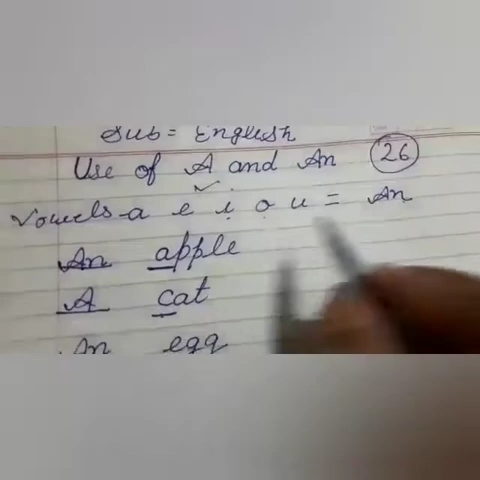 Sub = English
Use of A and An 26
Vowels - a e i o u = An
An apple
A cat
An egg